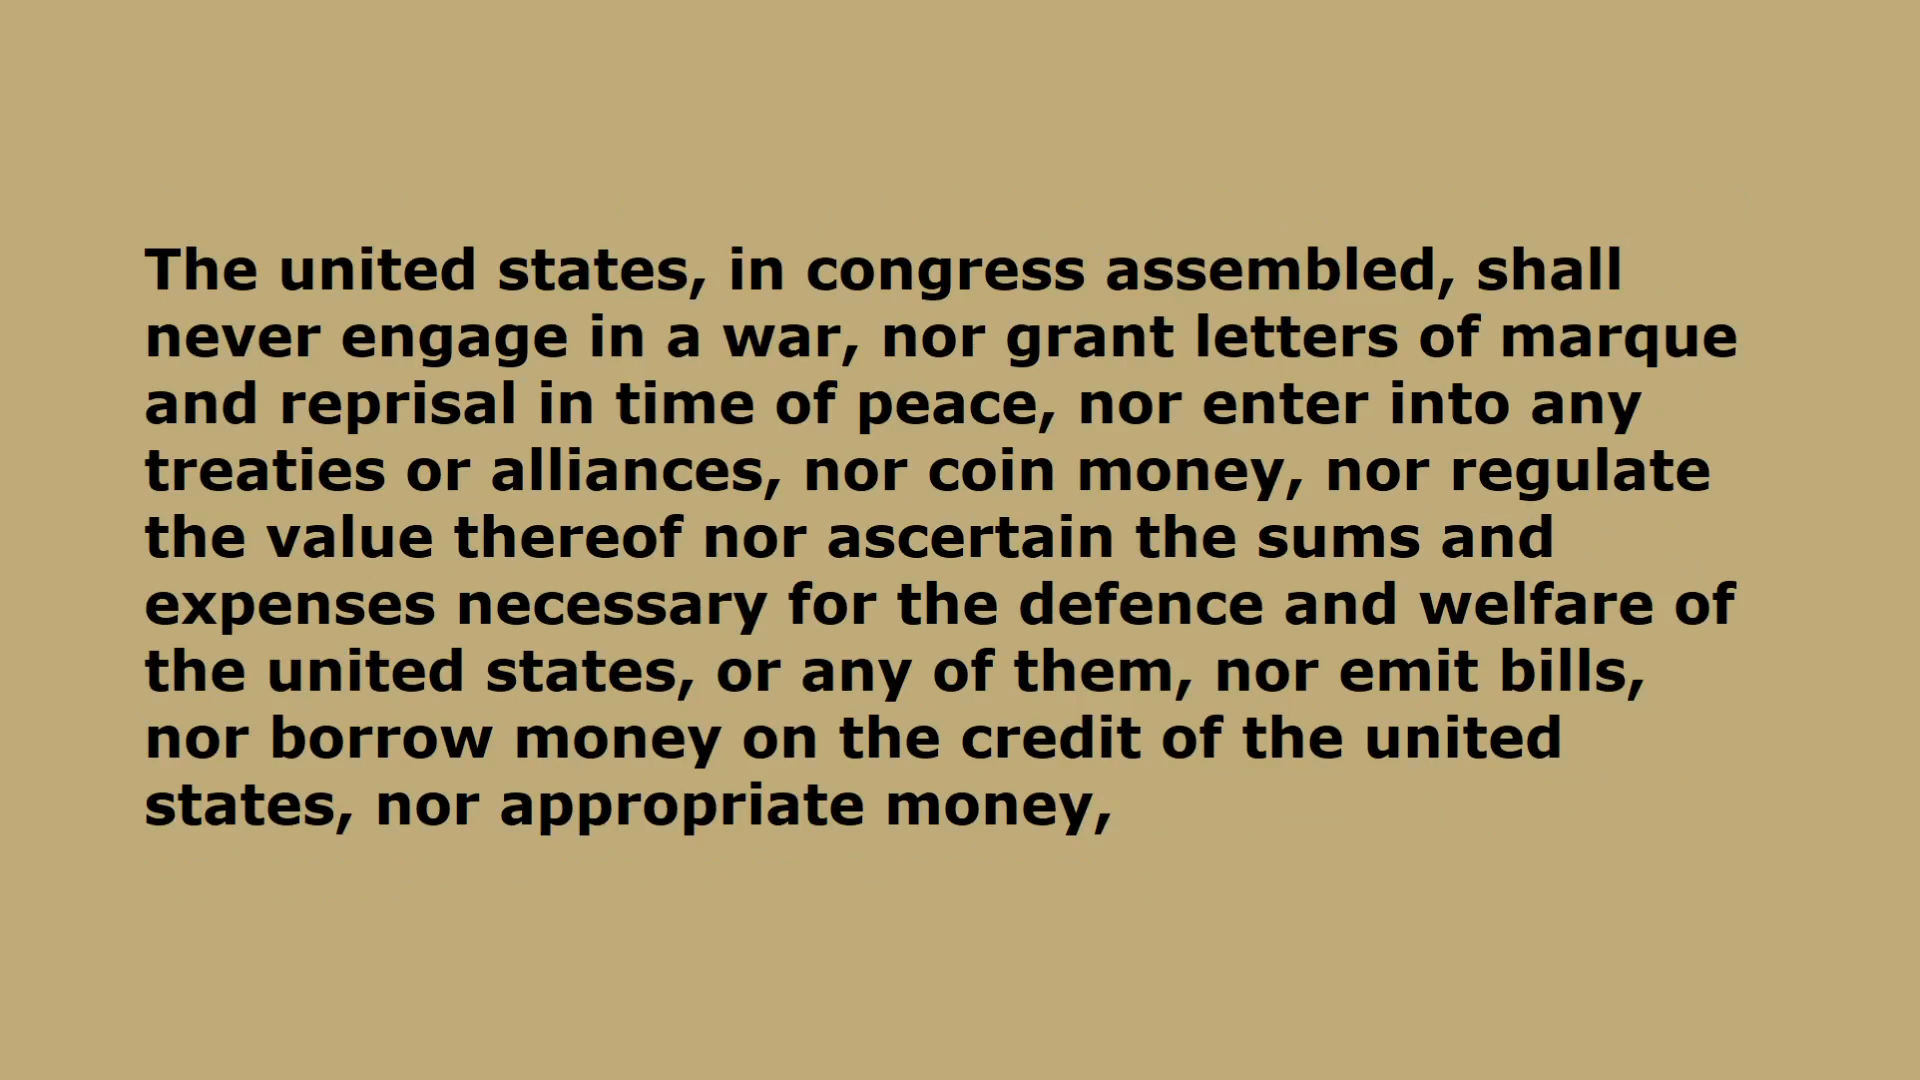 The united states, in congress assembled, shall
never engage in a war, nor grant letters of marque
and reprisal in time of peace, nor enter into any
treaties or alliances, nor coin money, nor regulate
the value thereof nor ascertain the sums and
expenses necessary for the defence and welfare of
the united states, or any of them, nor emit bills,
nor borrow money on the credit of the united
states, nor appropriate money,